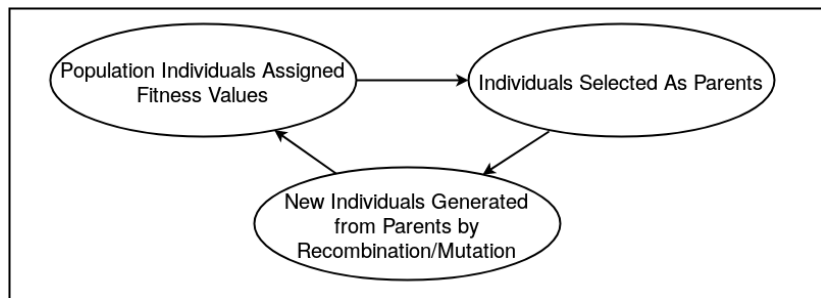 Population Individuals Assigned
Fitness Values
Individuals Selected As Parents
New Individuals Generated
from Parents by
Recombination/Mutation